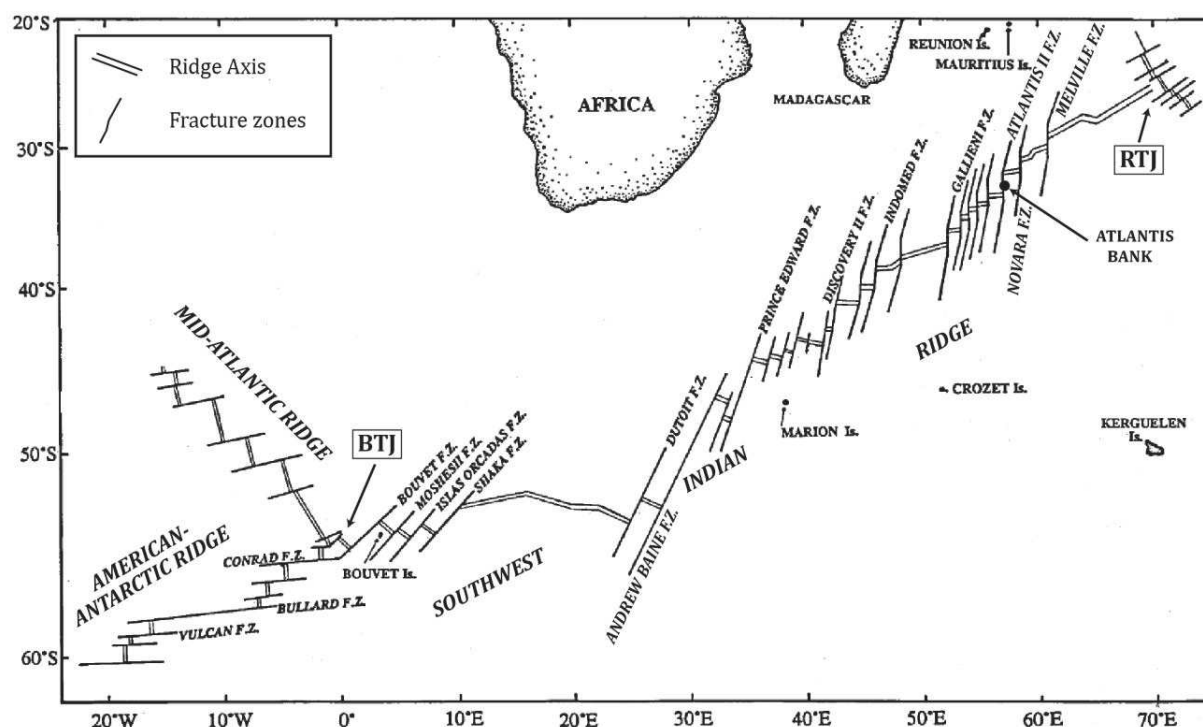 20°S
30°S
40°S
50°S
60°S
Ridge Axis
Fracture zones
AFRICA
MADAGASCAR
REUNION Is.
MAURITIUS Is.
ATLANTIS II F.Z.
MELVILLE F.Z.
RTJ
GALLIENI F.Z.
INDOMED F.Z.
NOVARA F.Z.
ATLANTIS
BANK
DISCOVERY II F.Z.
PRINCE EDWARD F.Z.
RIDGE
MID-ATLANTIC RIDGE
CROZET Is.
MARION Is.
KERGUELEN
Is.
DUTOIT F.Z.
INDIAN
BTJ
BOUVET F.Z.
MOSHESH F.Z.
ISLAS ORCADAS F.Z.
SHAKA F.Z.
AMERICAN-
ANTARCTIC RIDGE
CONRAD F.Z.
BOUVET Is.
SOUTHWEST
ANDREW BAINE F.Z.
BULLARD F.Z.
VULCAN F.Z.
20°W
10°W
0°
10°E
20°E
30°E
40°E
50°E
60°E
70°E